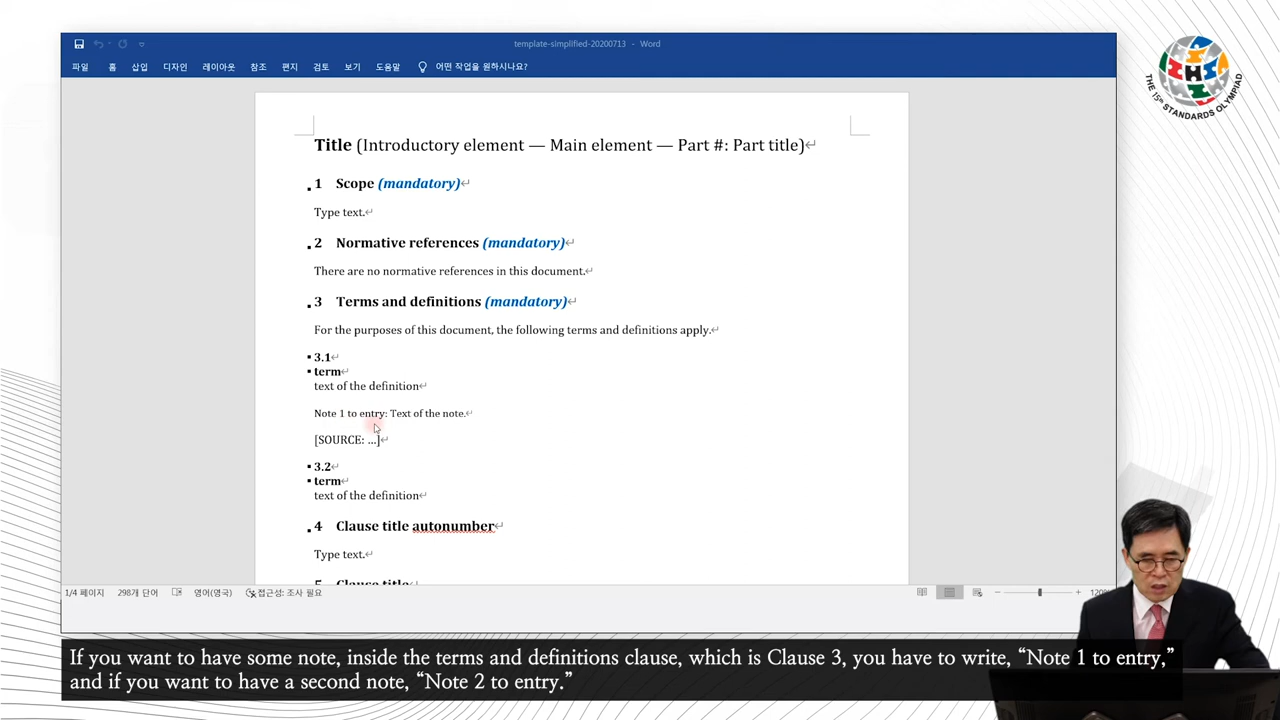 template-simplified-20200713 - Word
파일 홈 삽입 디자인 레이아웃 참조 편지 검토 보기 도움말 어떤 작업을 원하시나요?
THE 15th STANDARDS OLYMPIAD
Title (Introductory element — Main element — Part #: Part title)↵
1 Scope (mandatory)↵
Type text.↵
2 Normative references (mandatory)↵
There are no normative references in this document.↵
3 Terms and definitions (mandatory)↵
For the purposes of this document, the following terms and definitions apply.↵
3.1↵
term↵
text of the definition↵
Note 1 to entry: Text of the note.↵
[SOURCE: …]↵
3.2↵
term↵
text of the definition↵
4 Clause title autonumber↵
Type text.↵
5 Clause title↵
1/4 페이지 298개 단어 영어(영국) 접근성: 조사 필요 − +
If you want to have some note, inside the terms and definitions clause, which is Clause 3, you have to write, “Note 1 to entry,”
and if you want to have a second note, “Note 2 to entry.”